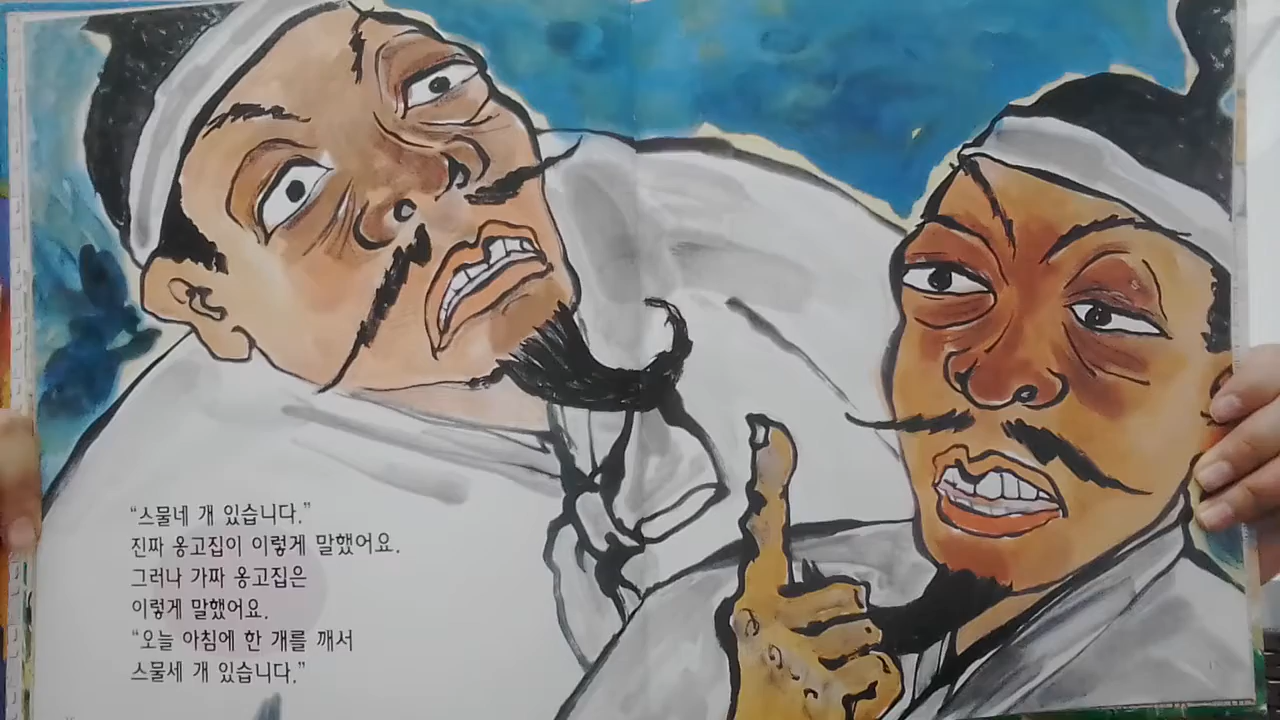 “스물네 개 있습니다.”
진짜 옹고집이 이렇게 말했어요.
그러나 가짜 옹고집은
이렇게 말했어요.
“오늘 아침에 한 개를 깨서
스물세 개 있습니다.”